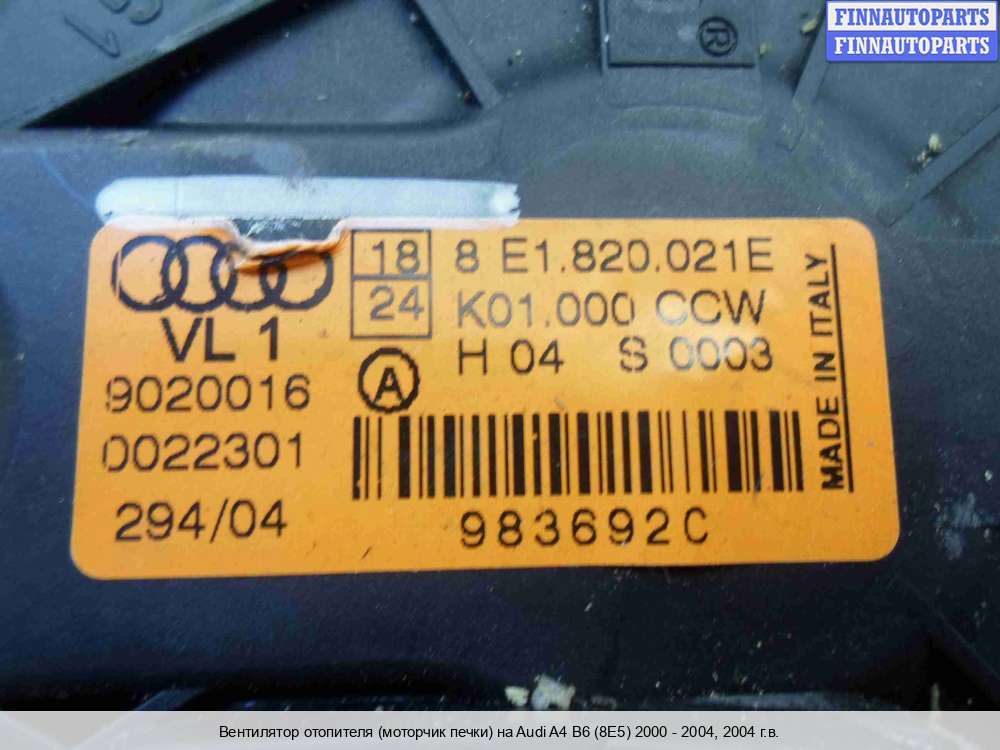 FINNAUTOPARTS
FINNAUTOPARTS
®
18 8 E1.820.021E
24 K01.000 CCW
VL 1
A H 04 S 0003
9020016
0022301
294/04
983692C
MADE IN ITALY
Вентилятор отопителя (моторчик печки) на Audi A4 B6 (8E5) 2000 - 2004, 2004 г.в.